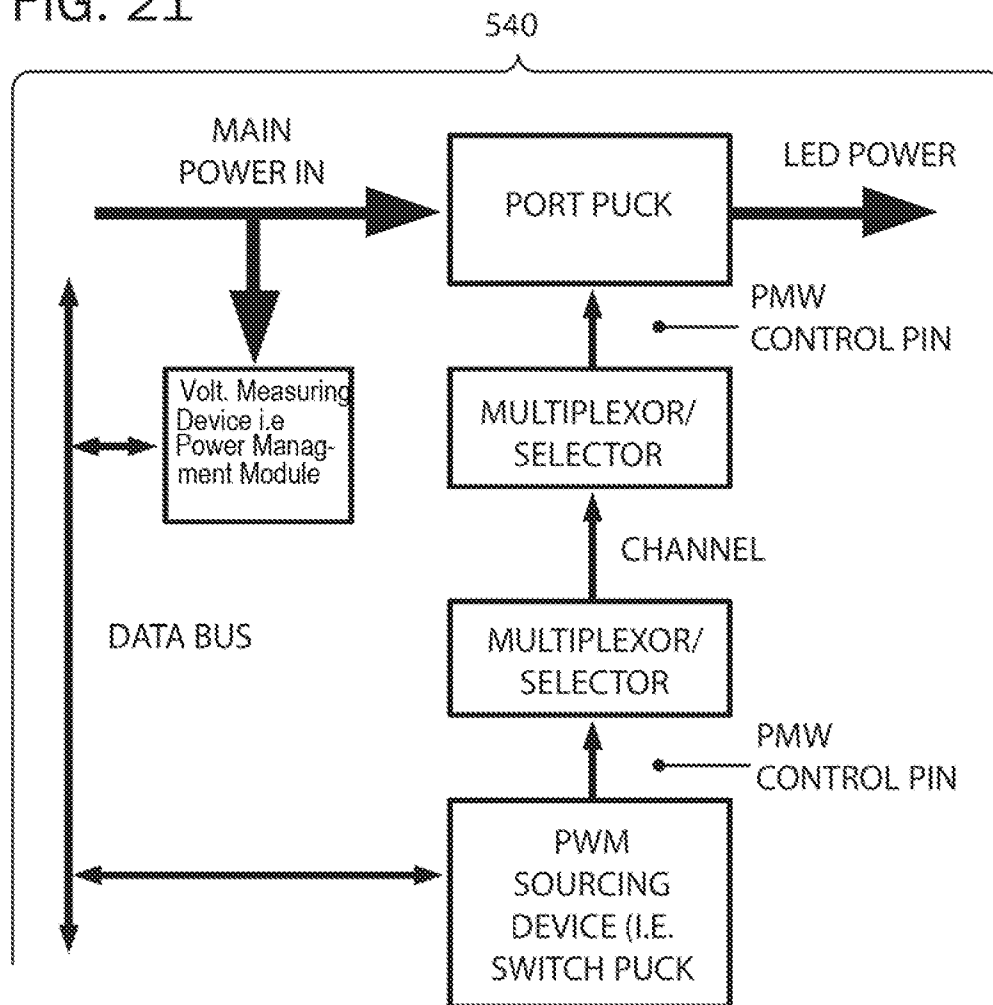 FIG. 21
540
MAIN
POWER IN
PORT PUCK
LED POWER
PMW
CONTROL PIN
Volt. Measuring
Device i.e
Power Manag-
ment Module
MULTIPLEXOR/
SELECTOR
CHANNEL
DATA BUS
MULTIPLEXOR/
SELECTOR
PMW
CONTROL PIN
PWM
SOURCING
DEVICE (I.E.
SWITCH PUCK